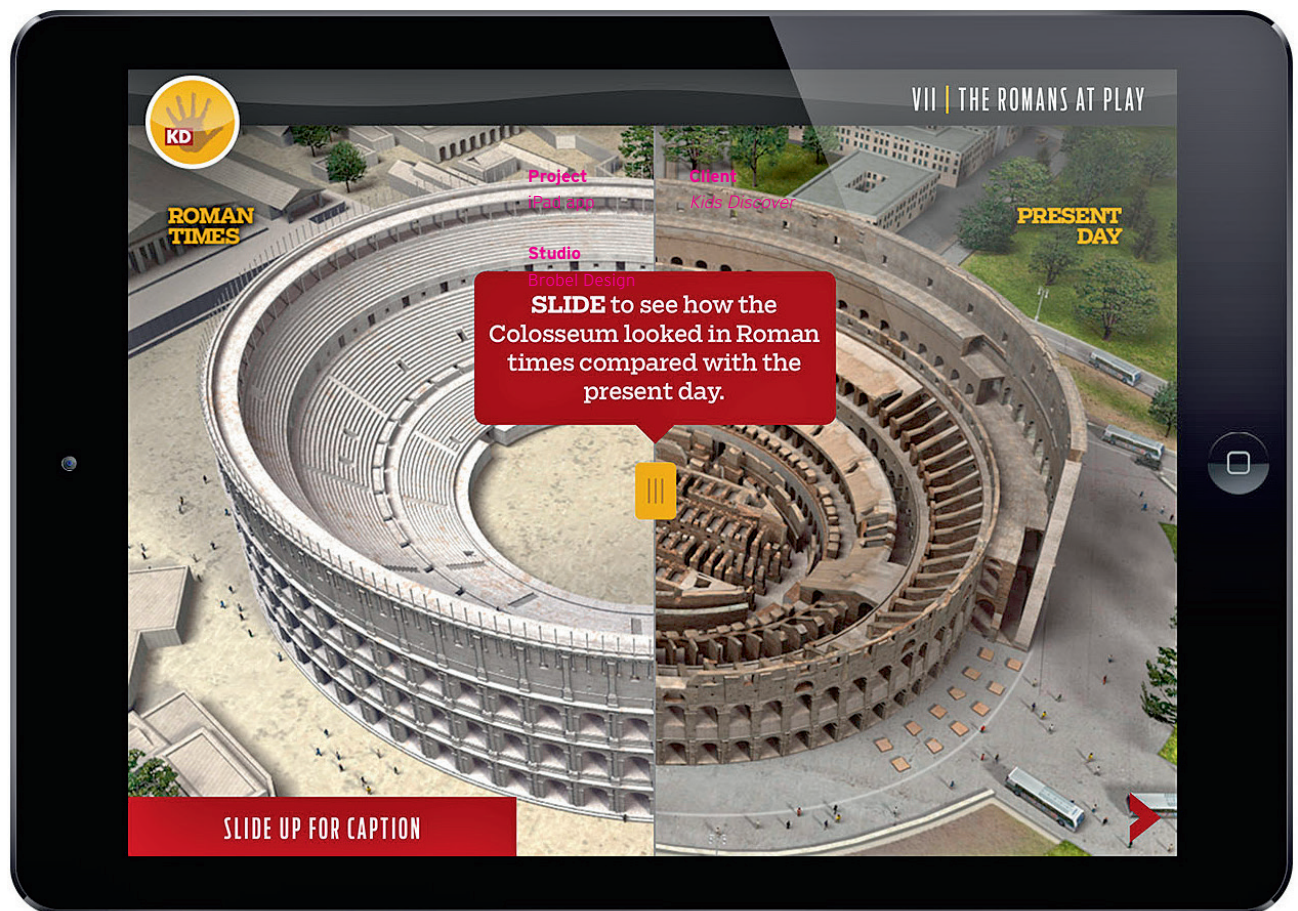 VII | THE ROMANS AT PLAY
KD
Project
iPad app
Client
Kids Discover
ROMAN
TIMES
PRESENT
DAY
Studio
Brobel Design
SLIDE to see how the
Colosseum looked in Roman
times compared with the
present day.
SLIDE UP FOR CAPTION